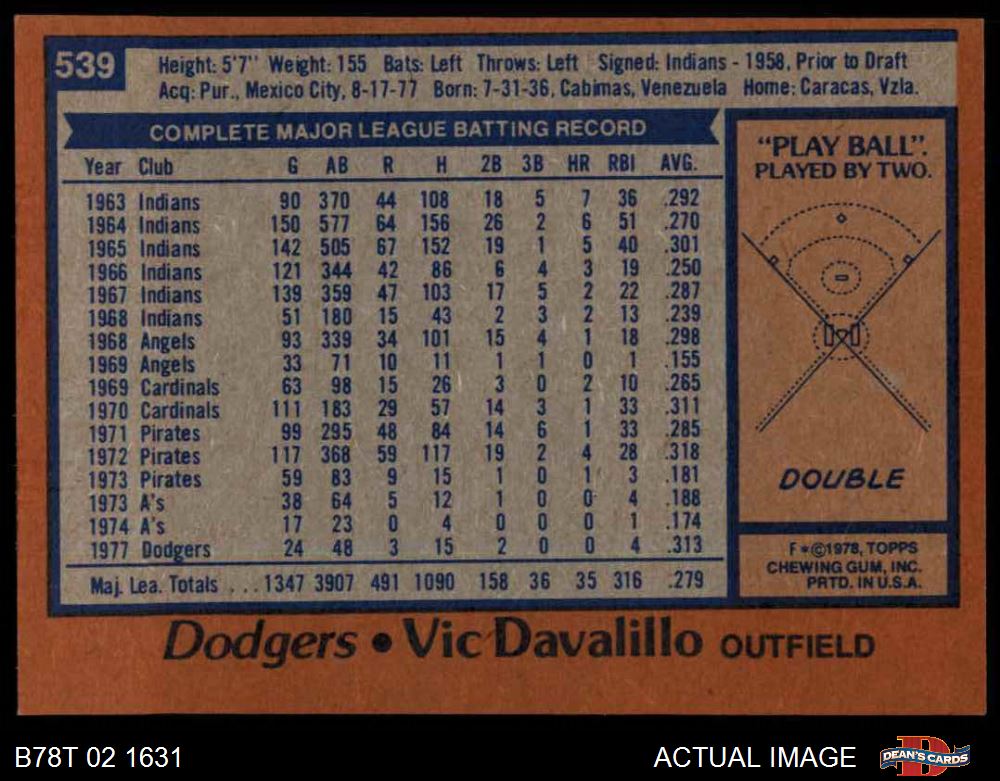 539
Height: 5'7" Weight: 155 Bats: Left Throws: Left Signed: Indians - 1958, Prior to Draft
Acq: Pur., Mexico City, 8-17-77 Born: 7-31-36, Cabimas, Venezuela Home: Caracas, Vzla.
COMPLETE MAJOR LEAGUE BATTING RECORD
Year Club G AB R H 2B 3B HR RBI AVG.
1963 Indians 90 370 44 108 18 5 7 36 .292
1964 Indians 150 577 64 156 26 2 6 51 .270
1965 Indians 142 505 67 152 19 1 5 40 .301
1966 Indians 121 344 42 86 6 4 3 19 .250
1967 Indians 139 359 47 103 17 5 2 22 .287
1968 Indians 51 180 15 43 2 3 2 13 .239
1968 Angels 93 339 34 101 15 4 1 18 .298
1969 Angels 33 71 10 11 1 1 0 1 .155
1969 Cardinals 63 98 15 26 3 0 2 10 .265
1970 Cardinals 111 183 29 57 14 3 1 33 .311
1971 Pirates 99 295 48 84 14 6 1 33 .285
1972 Pirates 117 368 59 117 19 2 4 28 .318
1973 Pirates 59 83 9 15 1 0 1 3 .181
1973 A's 38 64 5 12 1 0 0 4 .188
1974 A's 17 23 0 4 0 0 0 1 .174
1977 Dodgers 24 48 3 15 2 0 0 4 .313
Maj. Lea. Totals ... 1347 3907 491 1090 158 36 35 316 .279
"PLAY BALL".
PLAYED BY TWO.
DOUBLE
F*©1978, TOPPS
CHEWING GUM, INC.
PRTD. IN U.S.A.
Dodgers • Vic Davalillo OUTFIELD
B78T 02 1631
ACTUAL IMAGE
D
DEAN'S CARDS